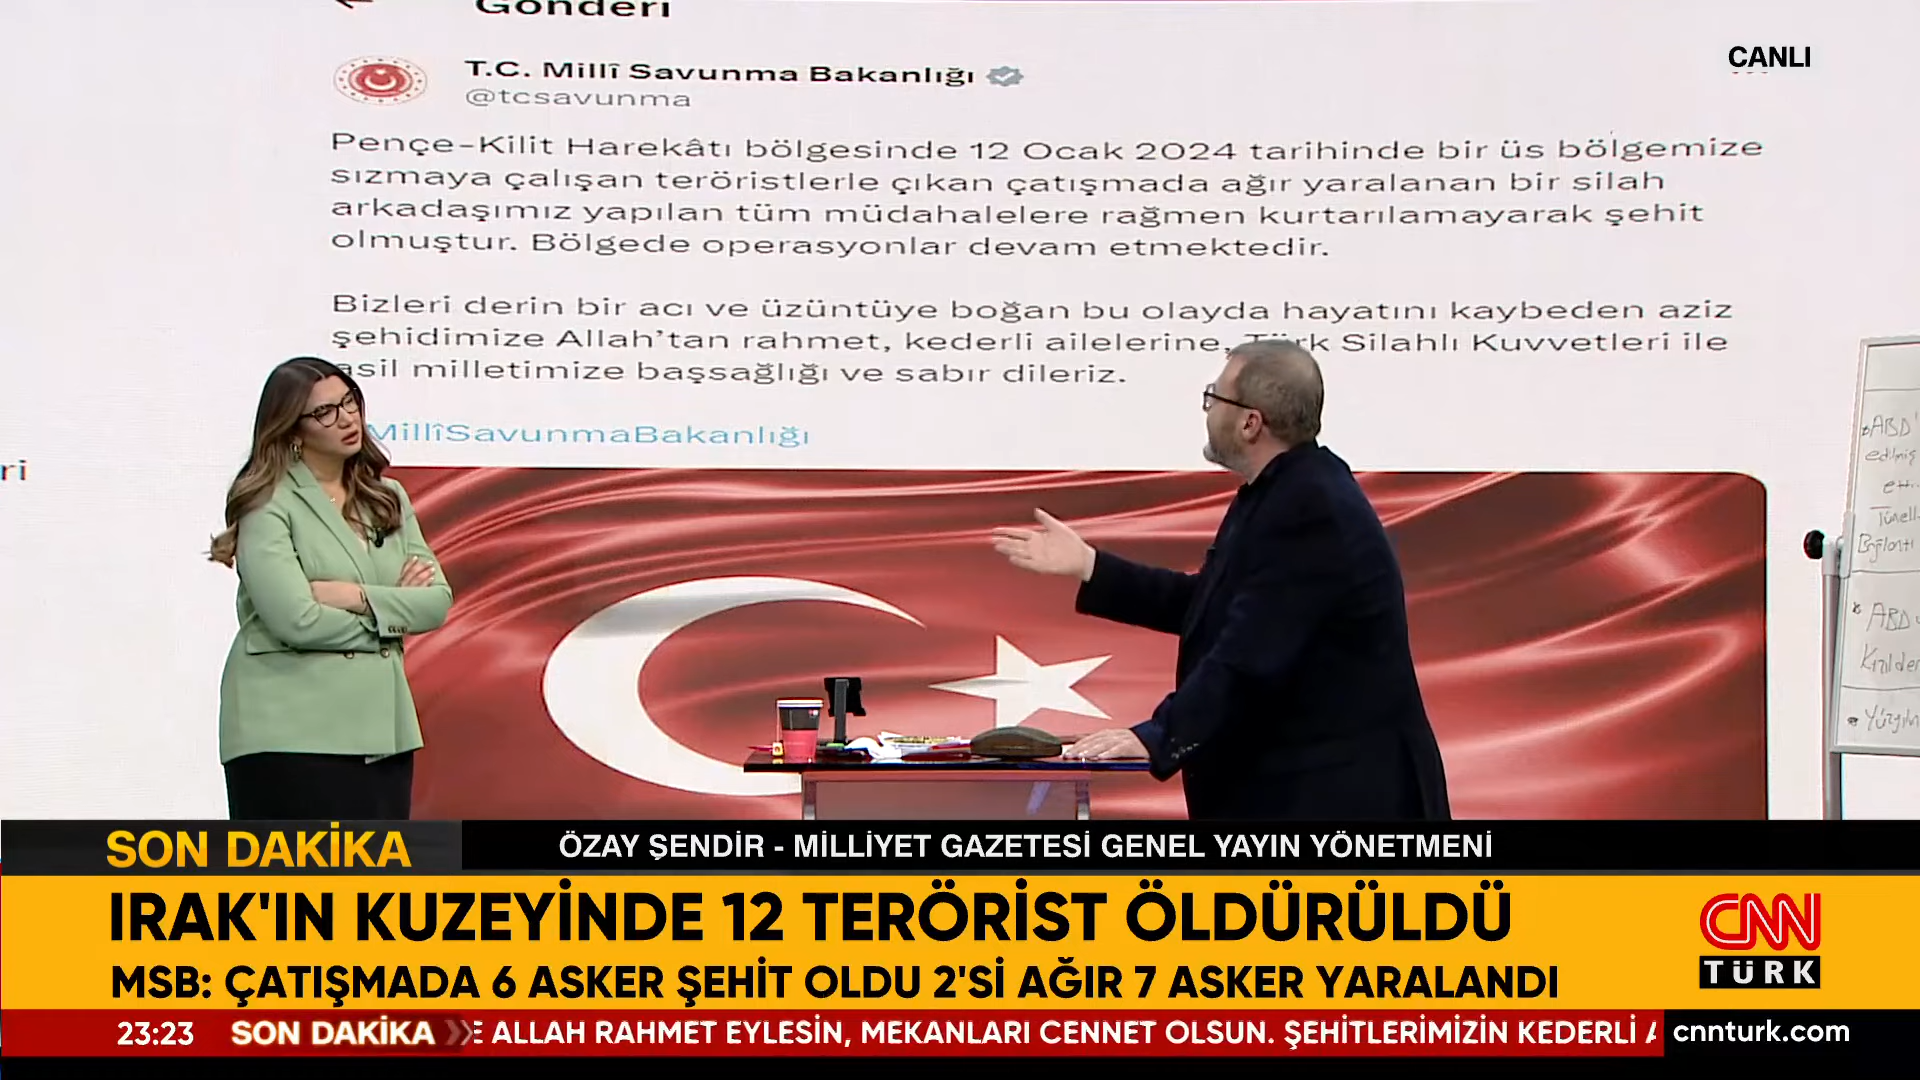 Gönderi
CANLI
T.C. Millî Savunma Bakanlığı
@tcsavunma
Pençe-Kilit Harekâtı bölgesinde 12 Ocak 2024 tarihinde bir üs bölgemize
sızmaya çalışan teröristlerle çıkan çatışmada ağır yaralanan bir silah
arkadaşımız yapılan tüm müdahalelere rağmen kurtarılamayarak şehit
olmuştur. Bölgede operasyonlar devam etmektedir.
Bizleri derin bir acı ve üzüntüye boğan bu olayda hayatını kaybeden aziz
şehidimize Allah'tan rahmet, kederli ailelerine, Türk Silahlı Kuvvetleri ile
asil milletimize başsağlığı ve sabır dileriz.
MillîSavunmaBakanlığı
ri
ABD'
edilmiş
Tünell
Bağlantı
ABD
SON DAKİKA
ÖZAY ŞENDİR - MİLLİYET GAZETESİ GENEL YAYIN YÖNETMENİ
IRAK'IN KUZEYİNDE 12 TERÖRİST ÖLDÜRÜLDÜ
MSB: ÇATIŞMADA 6 ASKER ŞEHİT OLDU 2'Sİ AĞIR 7 ASKER YARALANDI
CNN
TÜRK
23:23 SON DAKİKA E ALLAH RAHMET EYLESİN, MEKANLARI CENNET OLSUN. ŞEHİTLERİMİZİN KEDERLİ A cnnturk.com